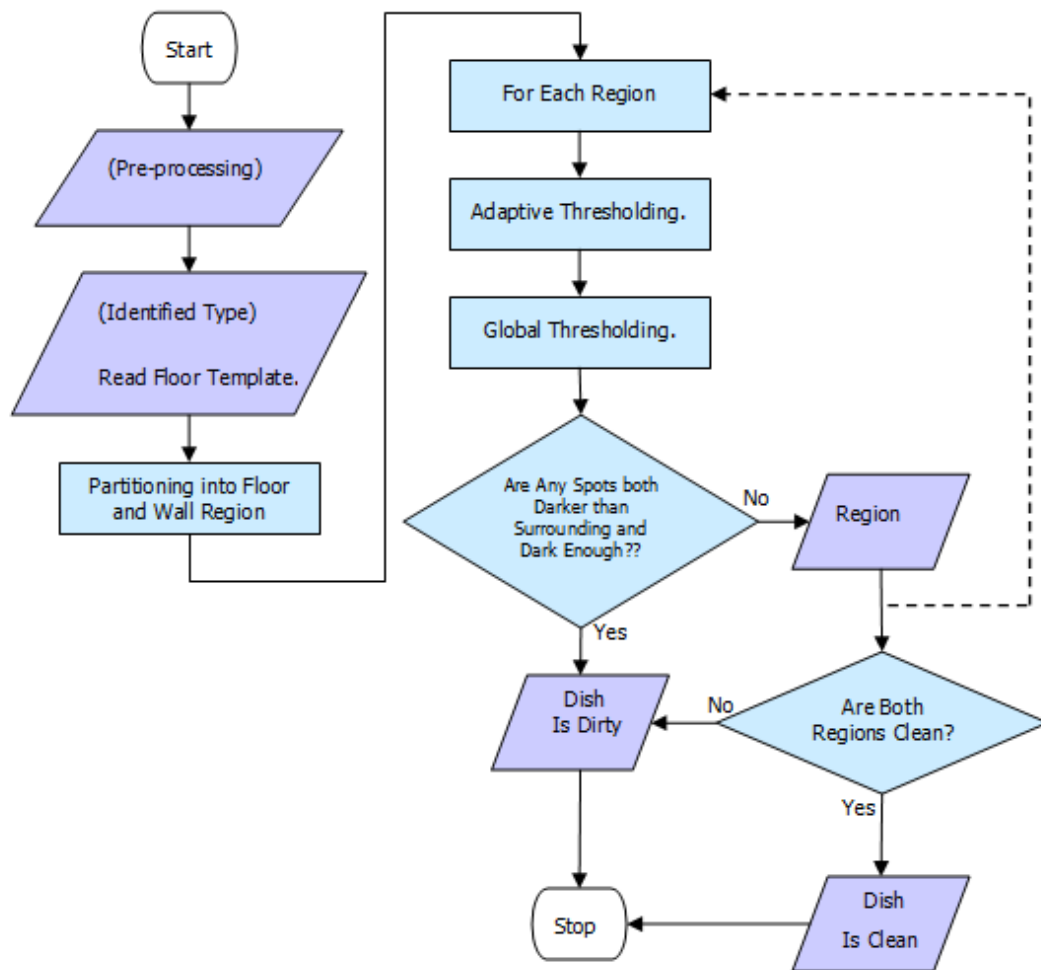 Start
(Pre-processing)
(Identified Type)
Read Floor Template.
Partitioning into Floor
and Wall Region
For Each Region
Adaptive Thresholding.
Global Thresholding.
Are Any Spots both
Darker than
Surrounding and
Dark Enough??
No
Region
Yes
Dish
Is Dirty
No
Are Both
Regions Clean?
Yes
Dish
Is Clean
Stop